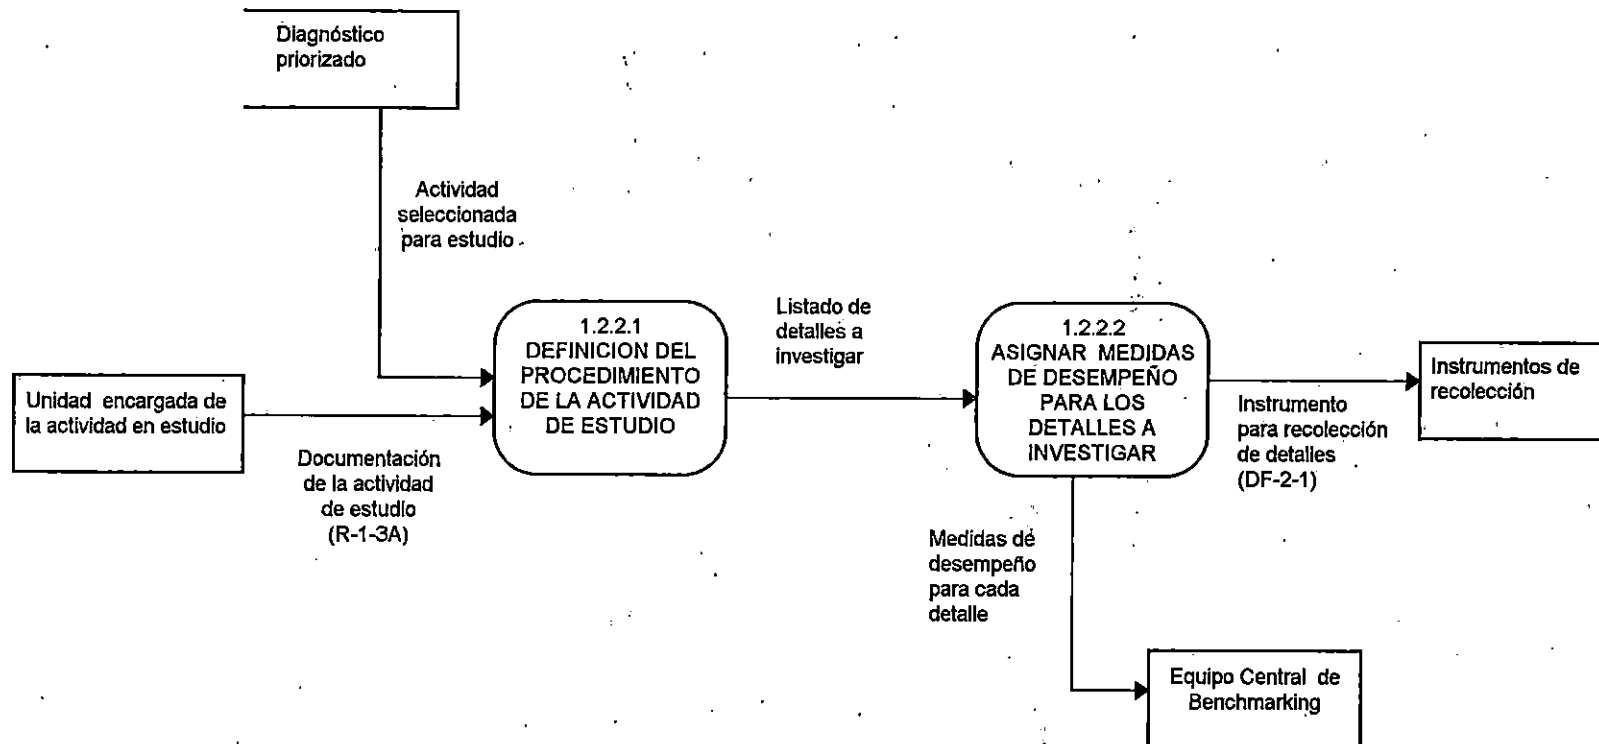 Diagnóstico
priorizado
Actividad
seleccionada
para estudio
Unidad encargada de
la actividad en estudio
Documentación
de la actividad
de estudio
(R-1-3A)
1.2.2.1
DEFINICION DEL
PROCEDIMIENTO
DE LA ACTIVIDAD
DE ESTUDIO
Listado de
detalles a
investigar
1.2.2.2
ASIGNAR MEDIDAS
DE DESEMPEÑO
PARA LOS
DETALLES A
INVESTIGAR
Instrumento
para recolección
de detalles
(DF-2-1)
Instrumentos de
recolección
Medidas de
desempeño
para cada
detalle
Equipo Central de
Benchmarking